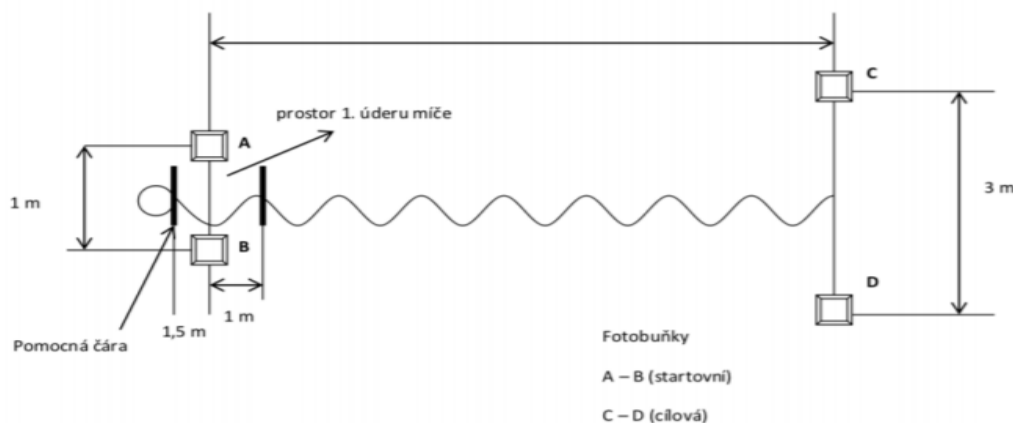 C
prostor 1. úderu míče
A
1 m
3 m
B
D
1 m
1,5 m
Pomocná čára
Fotobuňky
A – B (startovní)
C – D (cílová)